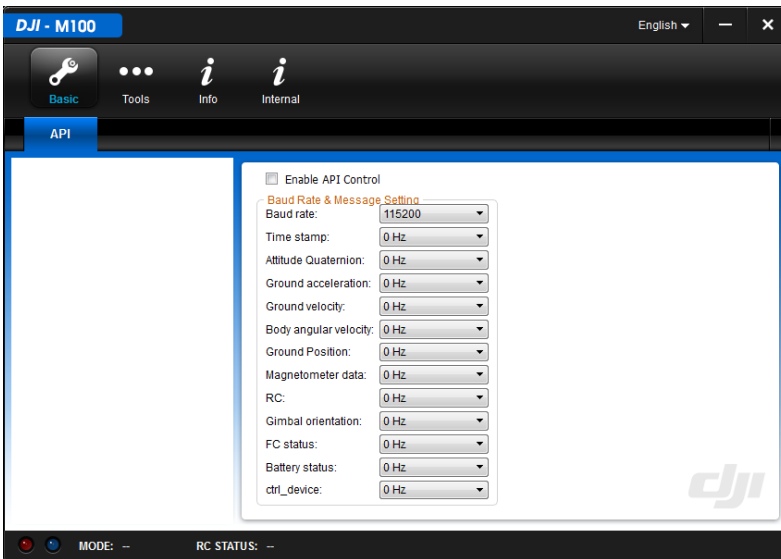 DJI - M100
English
Basic
Tools
Info
Internal
API
Enable API Control
Baud Rate & Message Setting
Baud rate: 115200
Time stamp: 0 Hz
Attitude Quaternion: 0 Hz
Ground acceleration: 0 Hz
Ground velocity: 0 Hz
Body angular velocity: 0 Hz
Ground Position: 0 Hz
Magnetometer data: 0 Hz
RC: 0 Hz
Gimbal orientation: 0 Hz
FC status: 0 Hz
Battery status: 0 Hz
ctrl_device: 0 Hz
dji
MODE: -- RC STATUS: --